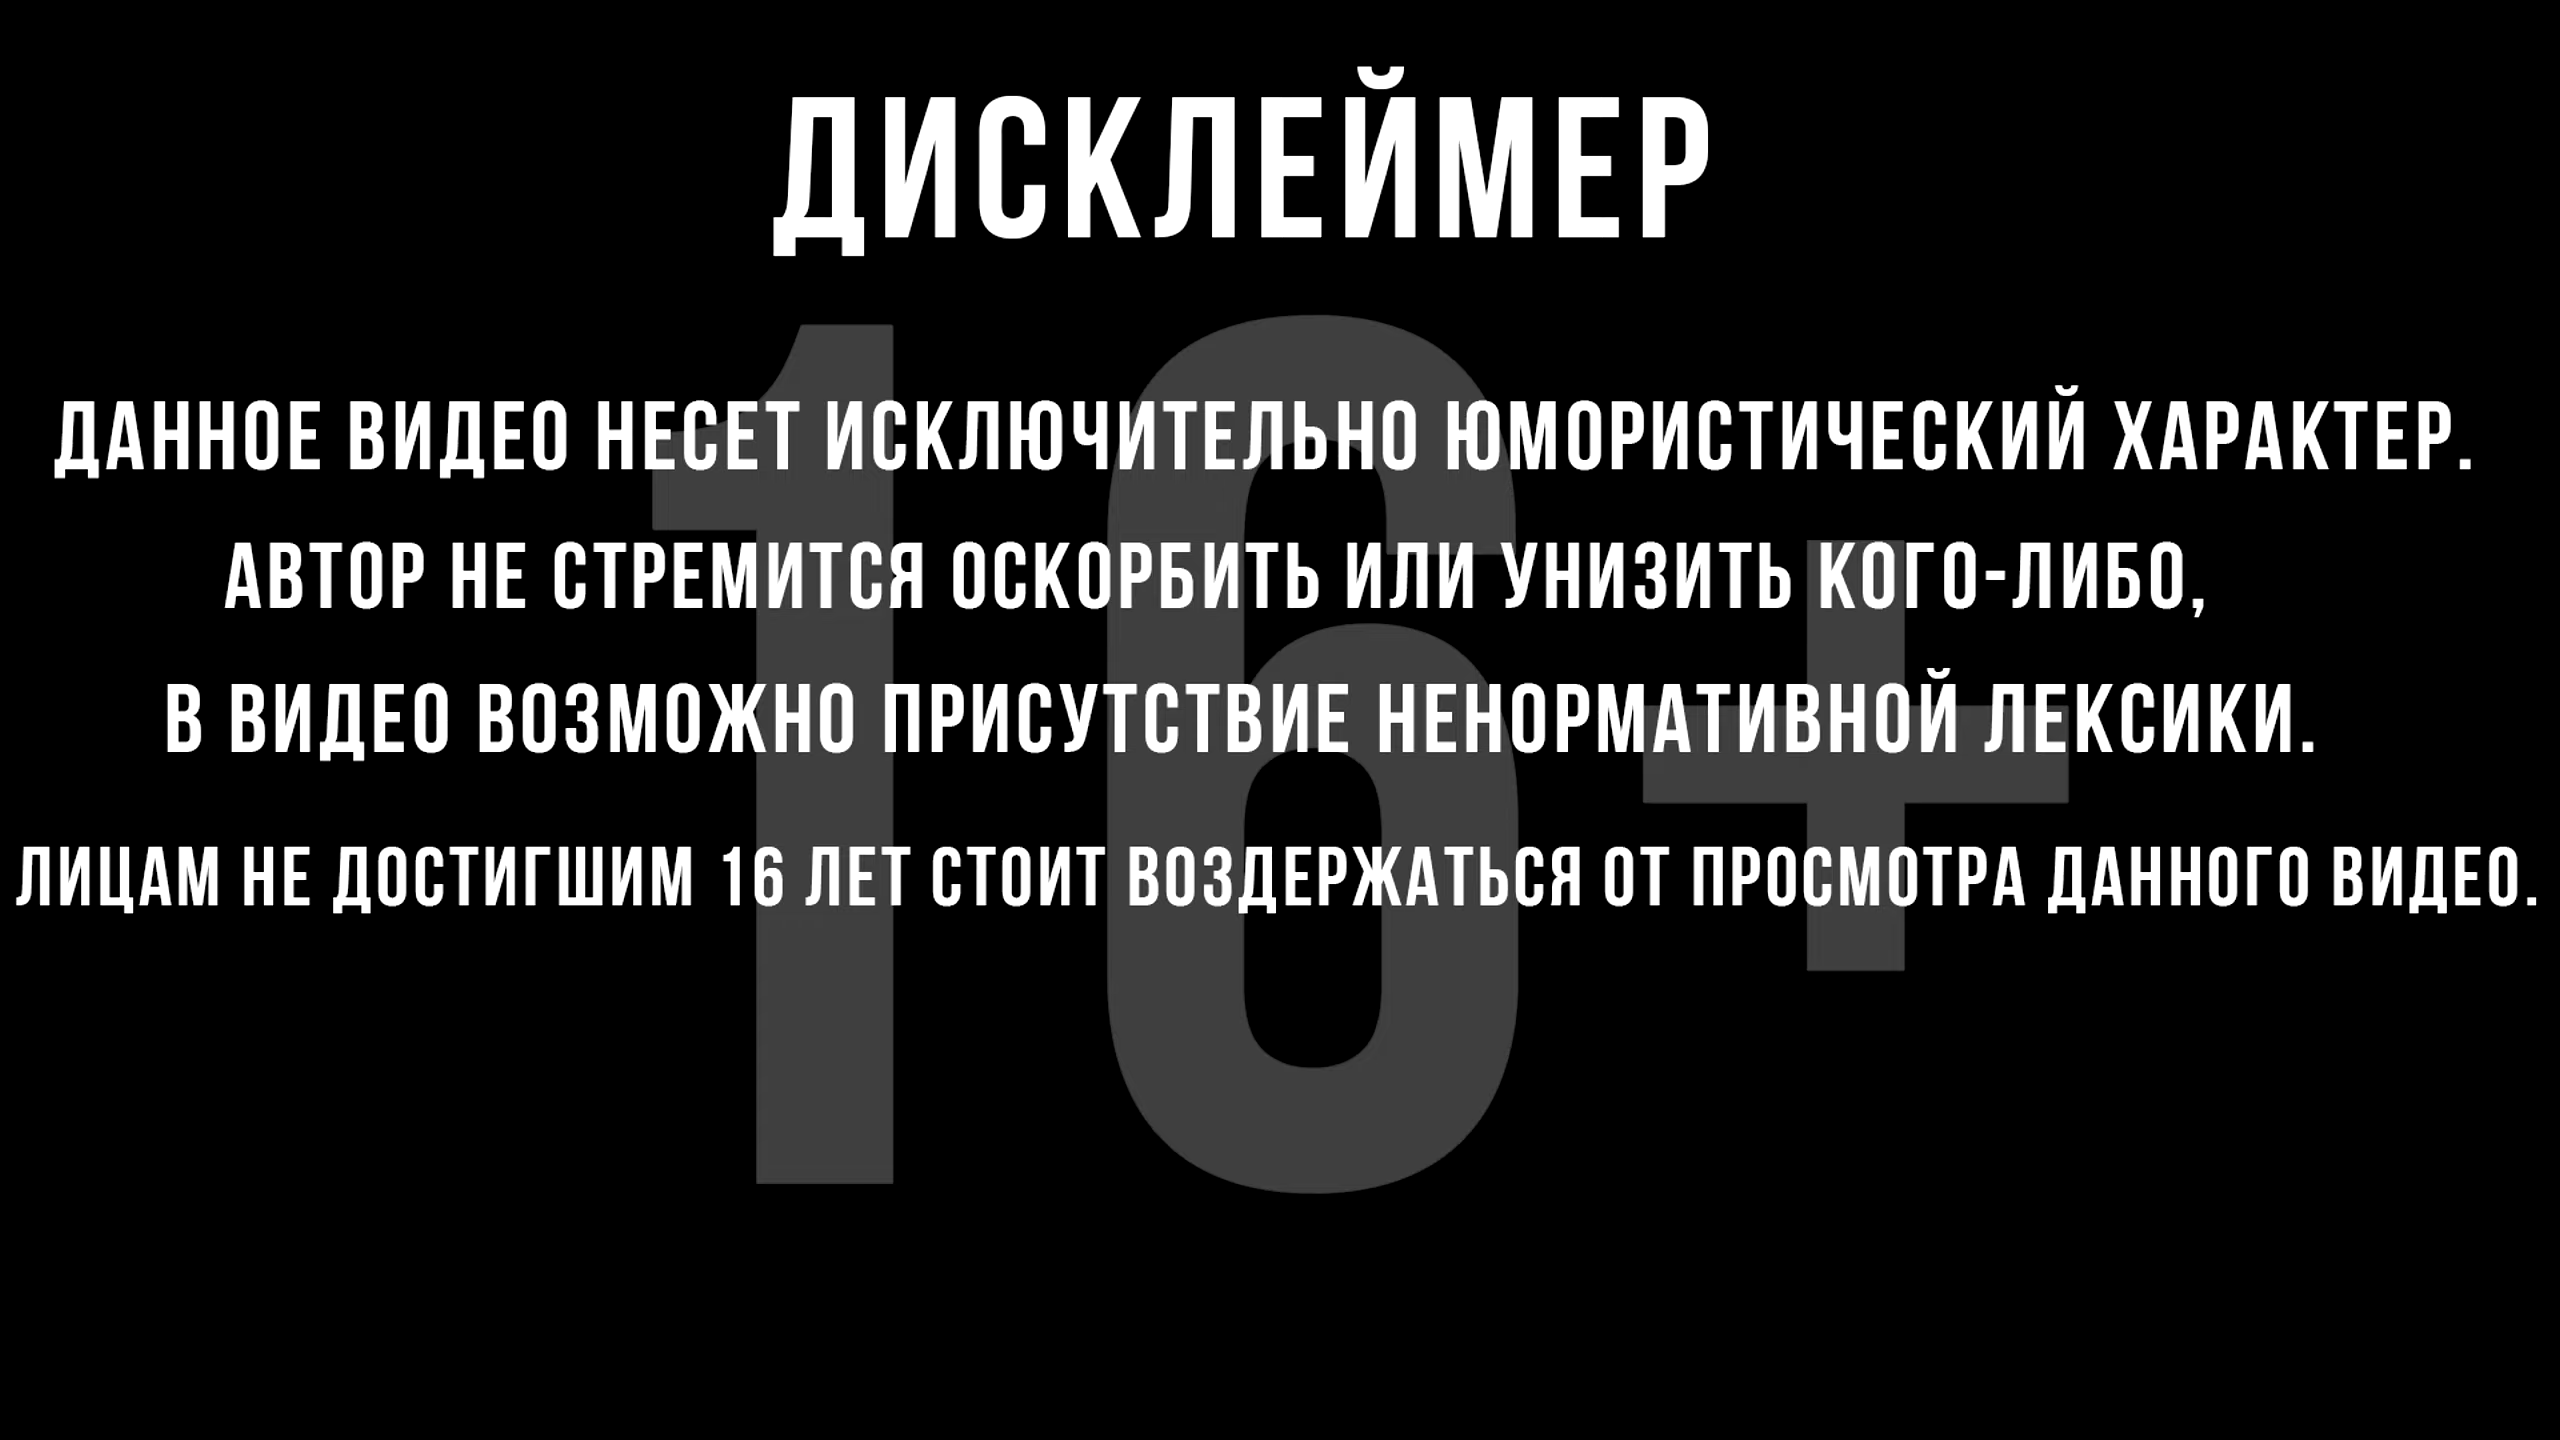 ДИСКЛЕЙМЕР
ДАННОЕ ВИДЕО НЕСЕТ ИСКЛЮЧИТЕЛЬНО ЮМОРИСТИЧЕСКИЙ ХАРАКТЕР.
АВТОР НЕ СТРЕМИТСЯ ОСКОРБИТЬ ИЛИ УНИЗИТЬ КОГО-ЛИБО,
В ВИДЕО ВОЗМОЖНО ПРИСУТСТВИЕ НЕНОРМАТИВНОЙ ЛЕКСИКИ.
ЛИЦАМ НЕ ДОСТИГШИМ 16 ЛЕТ СТОИТ ВОЗДЕРЖАТЬСЯ ОТ ПРОСМОТРА ДАННОГО ВИДЕО.
16+